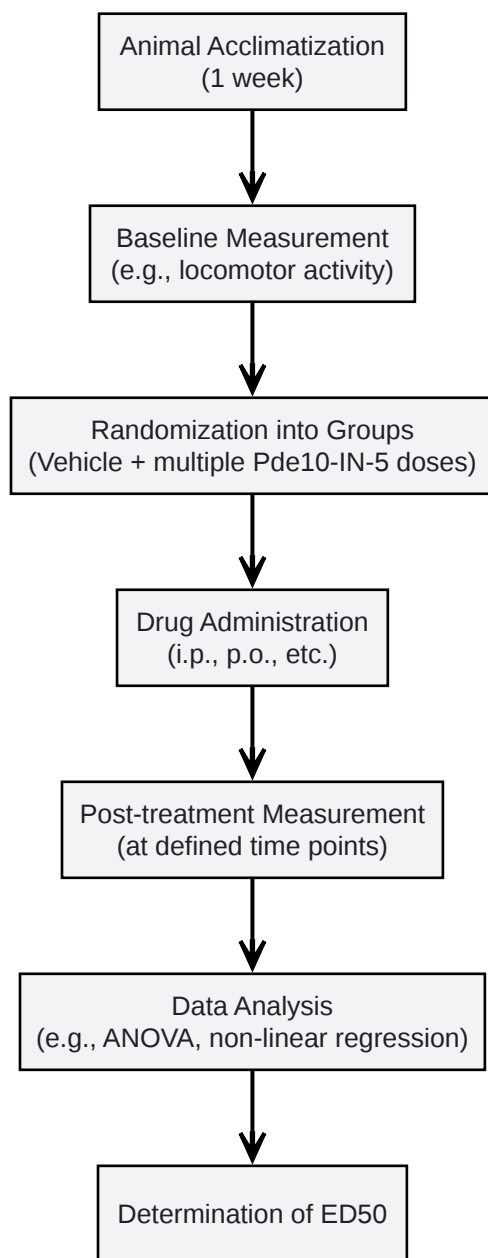 Animal Acclimatization
(1 week)
Baseline Measurement
(e.g., locomotor activity)
Randomization into Groups
(Vehicle + multiple Pde10-IN-5 doses)
Drug Administration
(i.p., p.o., etc.)
Post-treatment Measurement
(at defined time points)
Data Analysis
(e.g., ANOVA, non-linear regression)
Determination of ED50